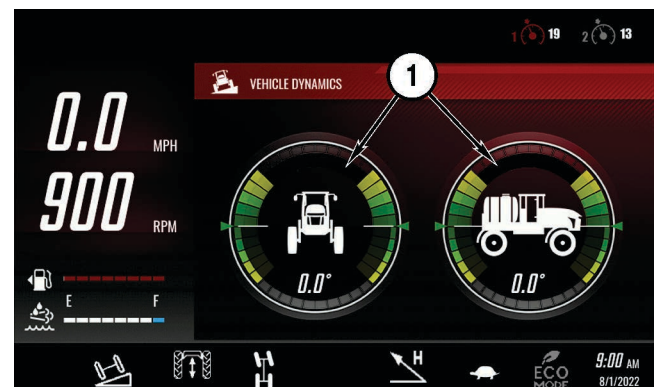 1 19 2 13
VEHICLE DYNAMICS
1
0.0 MPH
900 RPM
0.0° 0.0°
E F
H
ECO
MODE
9:00 AM
8/1/2022